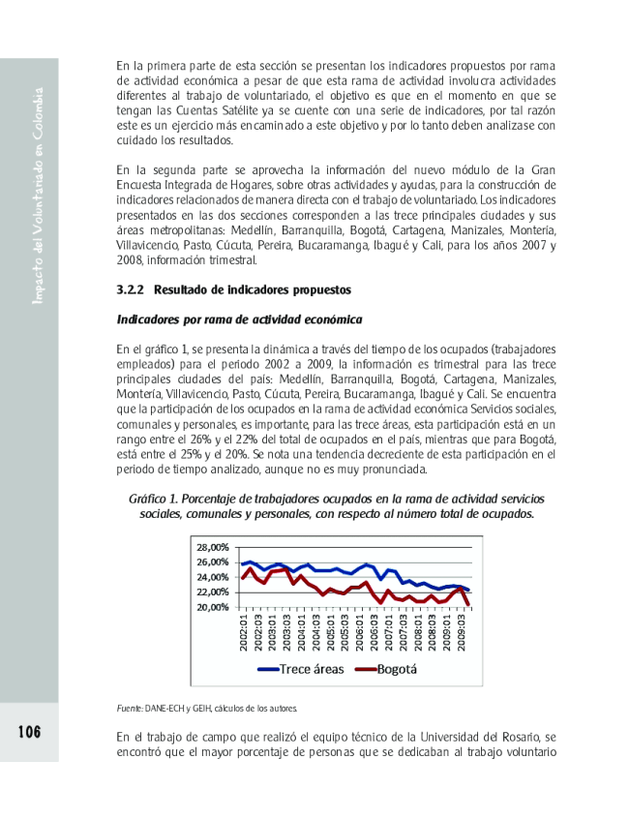 Impacto del Voluntariado en Colombia
En la primera parte de esta sección se presentan los indicadores propuestos por rama
de actividad económica a pesar de que esta rama de actividad involucra actividades
diferentes al trabajo de voluntariado, el objetivo es que en el momento en que se
tengan las Cuentas Satélite ya se cuente con una serie de indicadores, por tal razón
este es un ejercicio más encaminado a este objetivo y por lo tanto deben analizase con
cuidado los resultados.
En la segunda parte se aprovecha la información del nuevo módulo de la Gran
Encuesta Integrada de Hogares, sobre otras actividades y ayudas, para la construcción de
indicadores relacionados de manera directa con el trabajo de voluntariado. Los indicadores
presentados en las dos secciones corresponden a las trece principales ciudades y sus
áreas metropolitanas: Medellín, Barranquilla, Bogotá, Cartagena, Manizales, Montería,
Villavicencio, Pasto, Cúcuta, Pereira, Bucaramanga, Ibagué y Cali, para los años 2007 y
2008, información trimestral.
3.2.2 Resultado de indicadores propuestos
Indicadores por rama de actividad económica
En el gráfico 1, se presenta la dinámica a través del tiempo de los ocupados (trabajadores
empleados) para el periodo 2002 a 2009, la información es trimestral para las trece
principales ciudades del país: Medellín, Barranquilla, Bogotá, Cartagena, Manizales,
Montería, Villavicencio, Pasto, Cúcuta, Pereira, Bucaramanga, Ibagué y Cali. Se encuentra
que la participación de los ocupados en la rama de actividad económica Servicios sociales,
comunales y personales, es importante, para las trece áreas, esta participación está en un
rango entre el 26% y el 22% del total de ocupados en el país, mientras que para Bogotá,
está entre el 25% y el 20%. Se nota una tendencia decreciente de esta participación en el
periodo de tiempo analizado, aunque no es muy pronunciada.
Gráfico 1. Porcentaje de trabajadores ocupados en la rama de actividad servicios
sociales, comunales y personales, con respecto al número total de ocupados.
28,00%
26,00%
24,00%
22,00%
20,00%
2002:01
2002:03
2003:01
2003:03
2004:01
2004:03
2005:01
2005:03
2006:01
2006:03
2007:01
2007:03
2008:01
2008:03
2009:01
2009:03
Trece áreas
Bogotá
Fuente: DANE-ECH y GEIH, cálculos de los autores.
106
En el trabajo de campo que realizó el equipo técnico de la Universidad del Rosario, se
encontró que el mayor porcentaje de personas que se dedicaban al trabajo voluntario